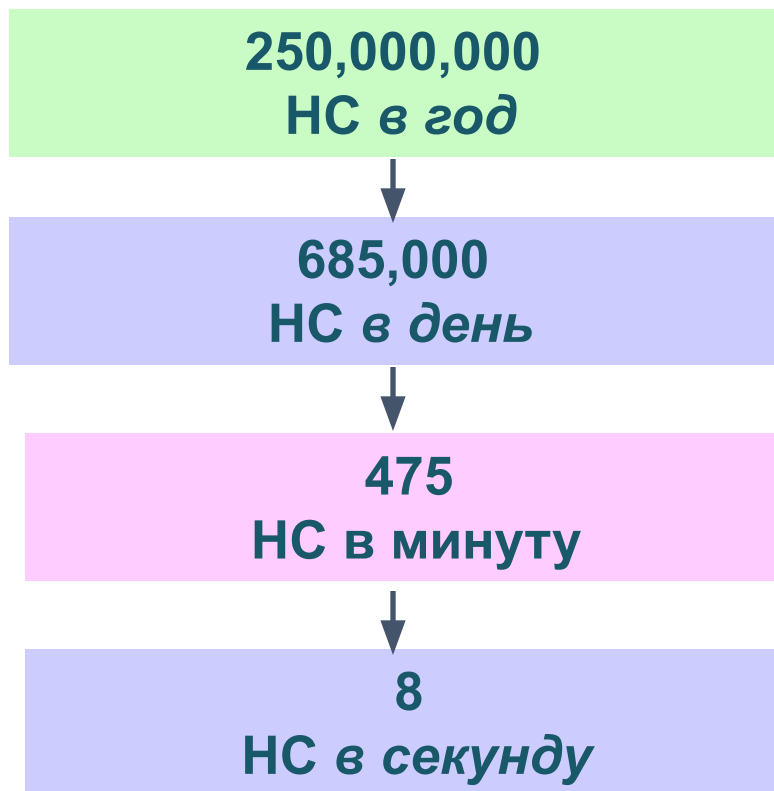 250,000,000
НС в год
685,000
НС в день
475
НС в минуту
8
НС в секунду